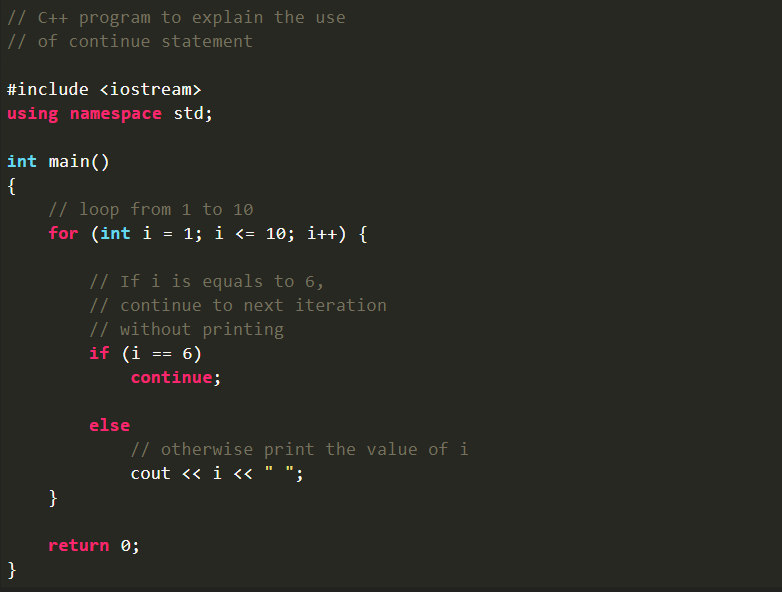 // C++ program to explain the use
// of continue statement
#include <iostream>
using namespace std;
int main()
{
// loop from 1 to 10
for (int i = 1; i <= 10; i++) {
// If i is equals to 6,
// continue to next iteration
// without printing
if (i == 6)
continue;
else
// otherwise print the value of i
cout << i << " ";
}
return 0;
}